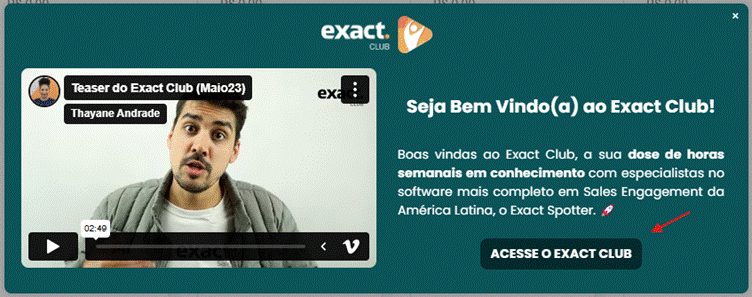 exact.
CLUB
Teaser do Exact Club (Maio23)
Thayane Andrade
exac
CLUB
02:49
Seja Bem Vindo(a) ao Exact Club!
Boas vindas ao Exact Club, a sua dose de horas
semanais em conhecimento com especialistas no
software mais completo em Sales Engagement da
América Latina, o Exact Spotter. 🚀
ACESSE O EXACT CLUB